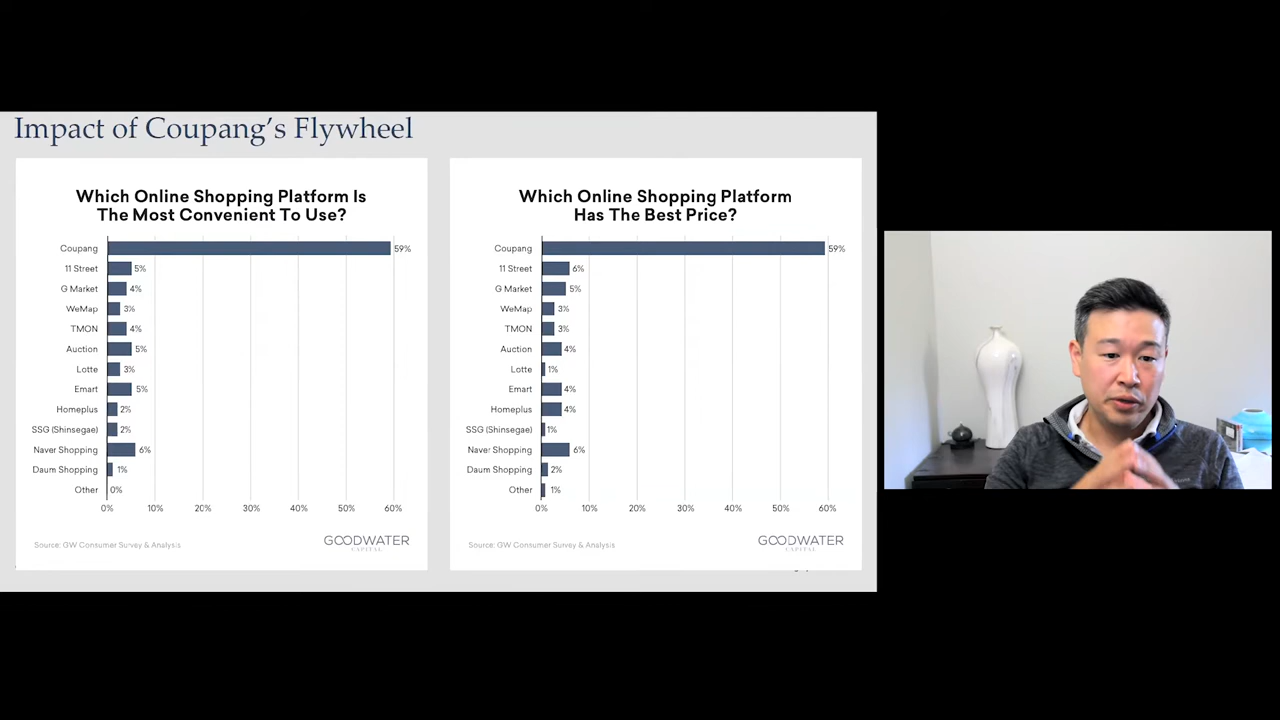 Impact of Coupang's Flywheel
Which Online Shopping Platform Is
The Most Convenient To Use?
Coupang 59%
11 Street 5%
G Market 4%
WeMap 3%
TMON 4%
Auction 5%
Lotte 3%
Emart 5%
Homeplus 2%
SSG (Shinsegae) 2%
Naver Shopping 6%
Daum Shopping 1%
Other 0%
0% 10% 20% 30% 40% 50% 60%
Source: GW Consumer Survey & Analysis
GOODWATER
CAPITAL
Which Online Shopping Platform
Has The Best Price?
Coupang 59%
11 Street 6%
G Market 5%
WeMap 3%
TMON 3%
Auction 4%
Lotte 1%
Emart 4%
Homeplus 4%
SSG (Shinsegae) 1%
Naver Shopping 6%
Daum Shopping 2%
Other 1%
0% 10% 20% 30% 40% 50% 60%
Source: GW Consumer Survey & Analysis
GOODWATER
CAPITAL